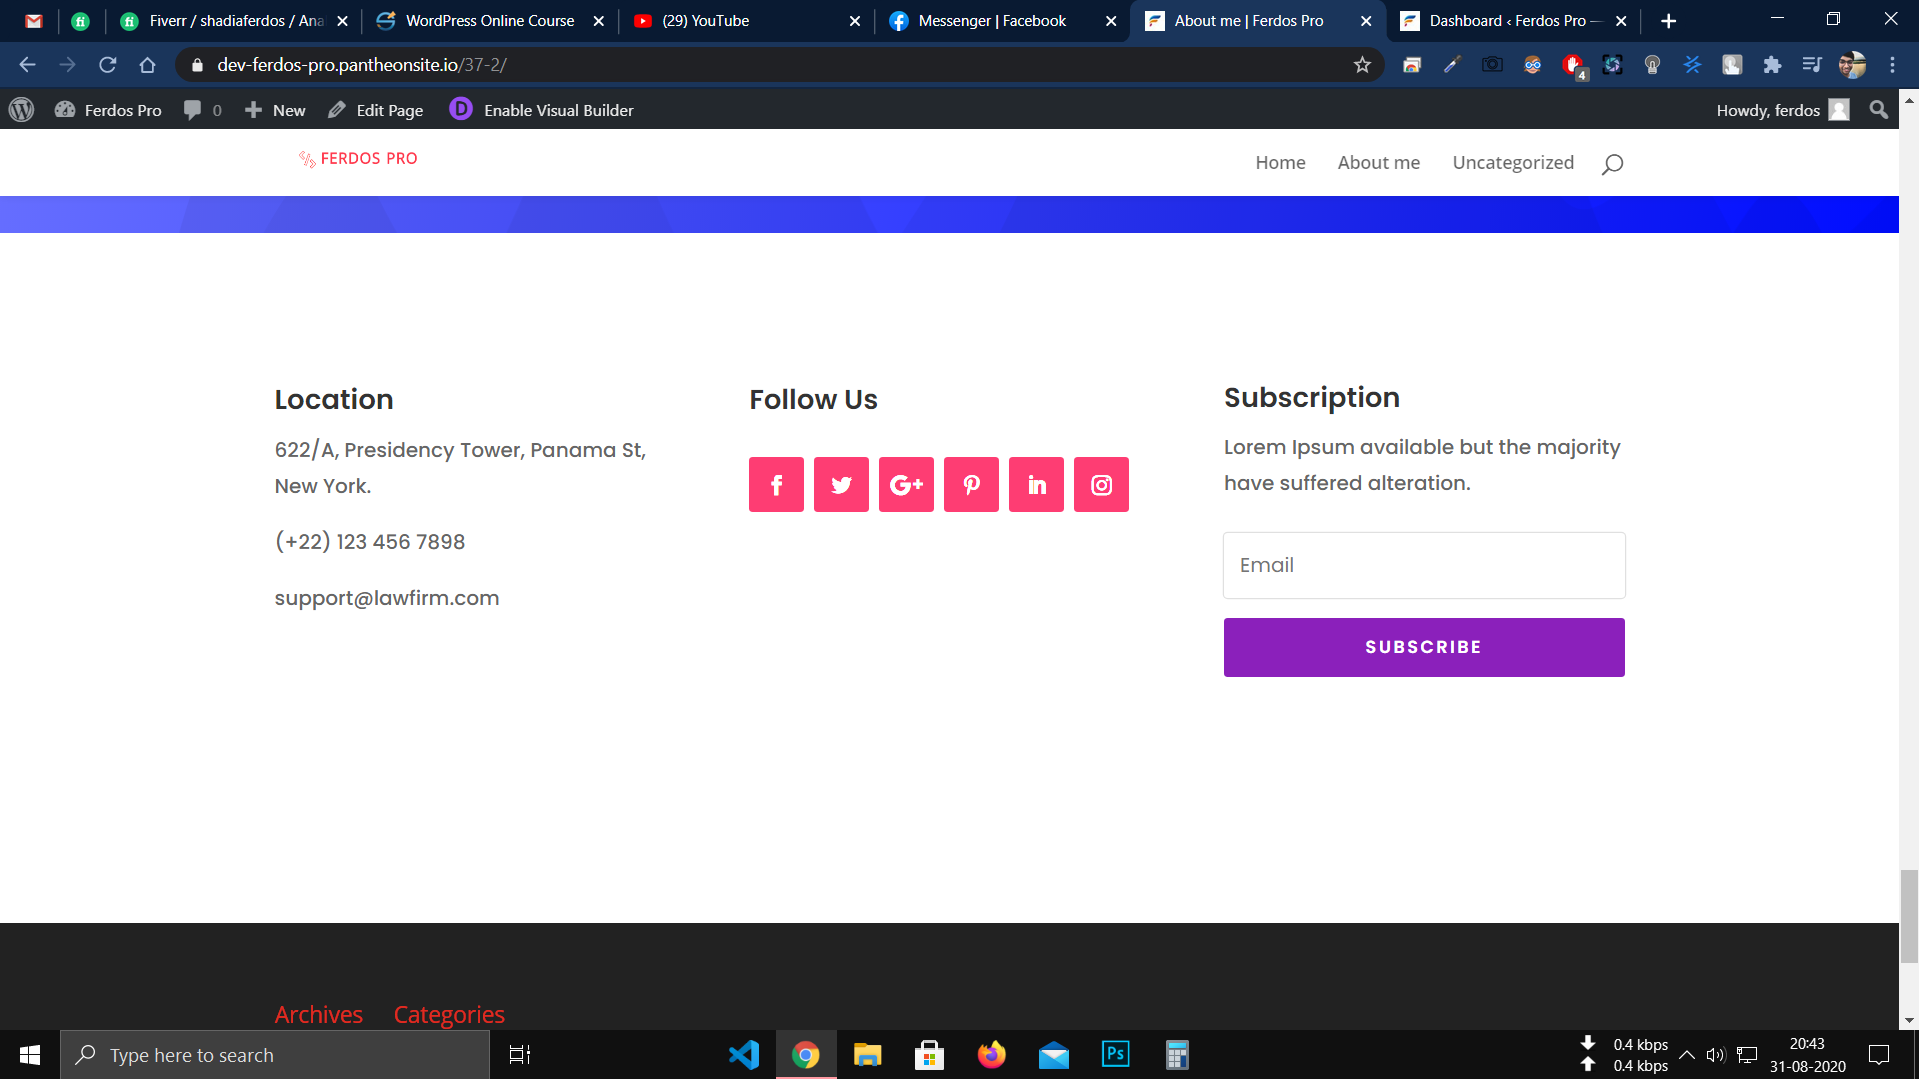 Fiverr / shadiaferdos / Ana
WordPress Online Course
(29) YouTube
Messenger | Facebook
About me | Ferdos Pro
Dashboard ‹ Ferdos Pro —
dev-ferdos-pro.pantheonsite.io/37-2/
4
Ferdos Pro
0
New
Edit Page
D
Enable Visual Builder
Howdy, ferdos
FERDOS PRO
Home
About me
Uncategorized
Location
622/A, Presidency Tower, Panama St,
New York.
(+22) 123 456 7898
support@lawfirm.com
Follow Us
Subscription
Lorem Ipsum available but the majority
have suffered alteration.
Email
SUBSCRIBE
Archives
Categories
Type here to search
Ps
0.4 kbps
0.4 kbps
20:43
31-08-2020